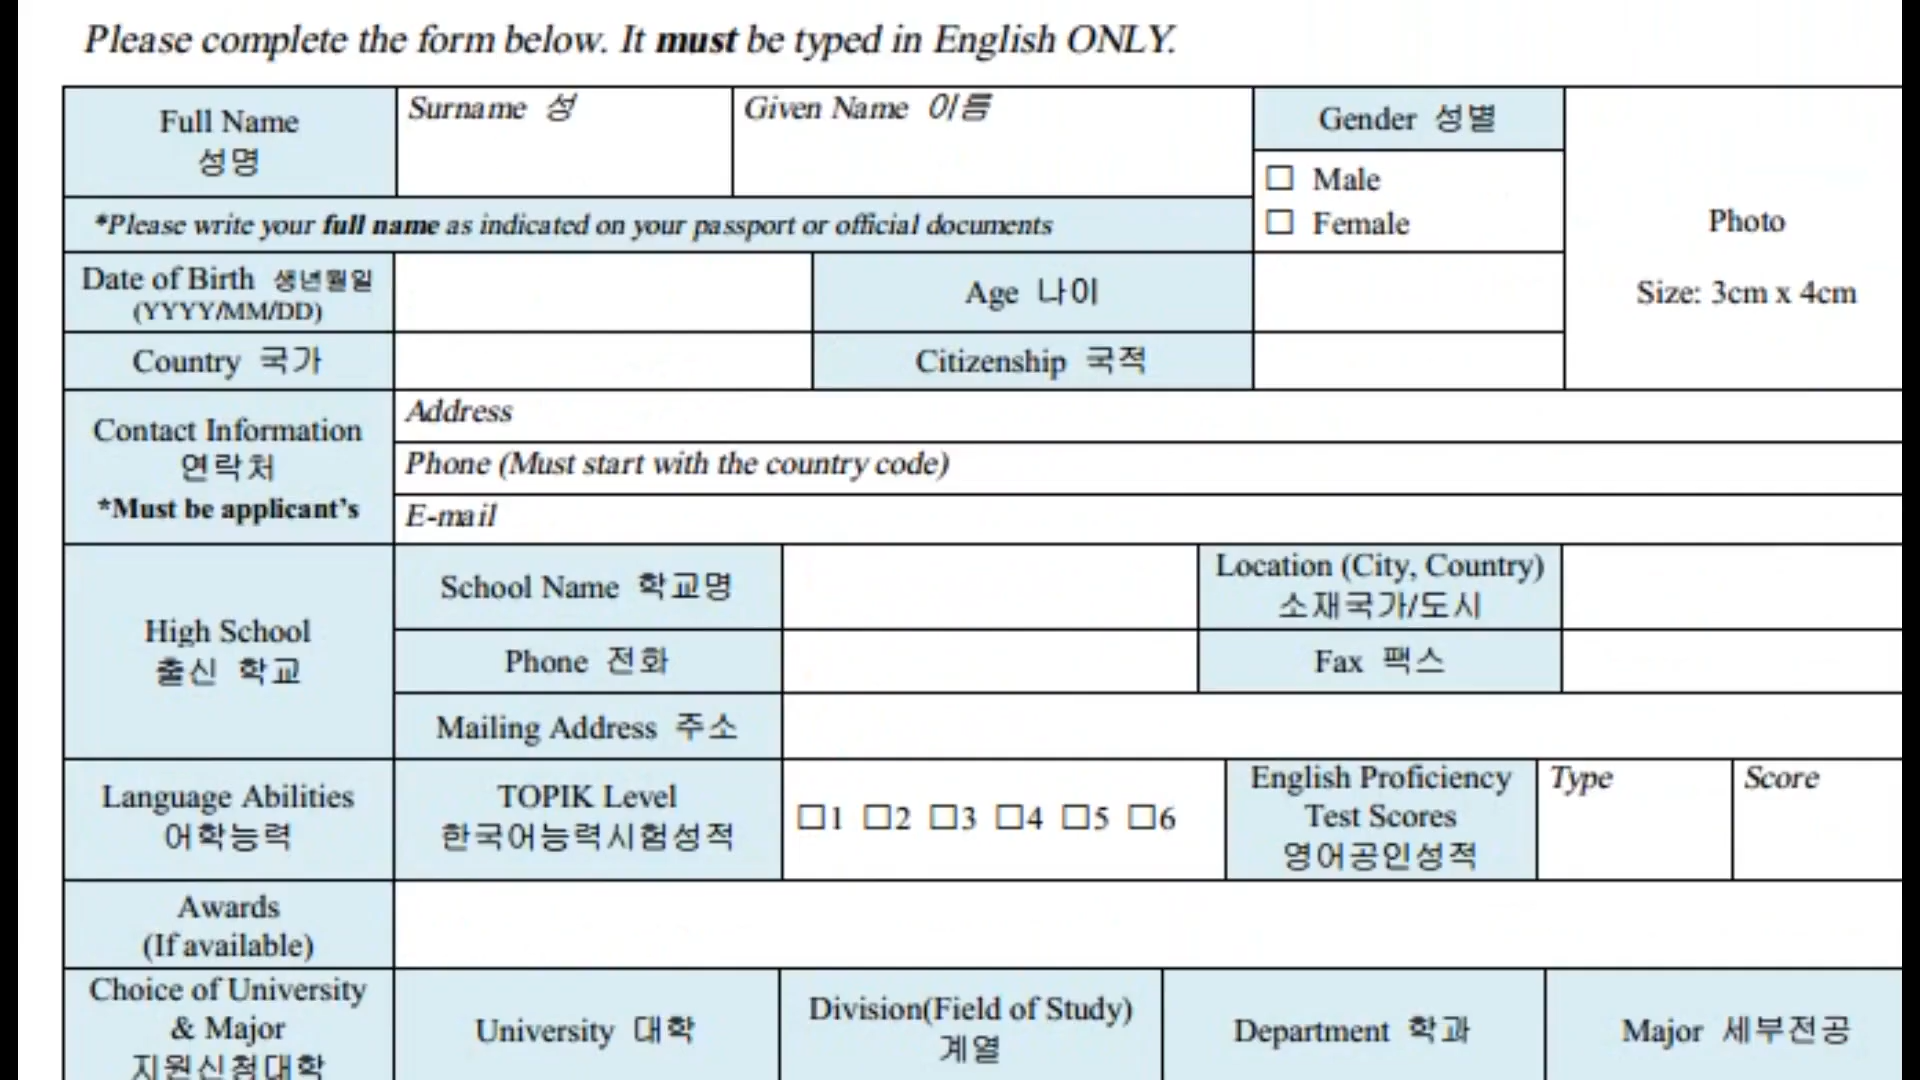 Please complete the form below. It must be typed in English ONLY.
Full Name
성명
Surname 성
Given Name 이름
Gender 성별
☐ Male
☐ Female
Photo
Size: 3cm x 4cm
*Please write your full name as indicated on your passport or official documents
Date of Birth 생년월일
(YYYY/MM/DD)
Age 나이
Country 국가
Citizenship 국적
Contact Information
연락처
*Must be applicant's
Address
Phone (Must start with the country code)
E-mail
High School
출신 학교
School Name 학교명
Location (City, Country)
소재국가/도시
Phone 전화
Fax 팩스
Mailing Address 주소
Language Abilities
어학능력
TOPIK Level
한국어능력시험성적
☐1 ☐2 ☐3 ☐4 ☐5 ☐6
English Proficiency
Test Scores
영어공인성적
Type
Score
Awards
(If available)
Choice of University
& Major
지원신청대학
University 대학
Division(Field of Study)
계열
Department 학과
Major 세부전공